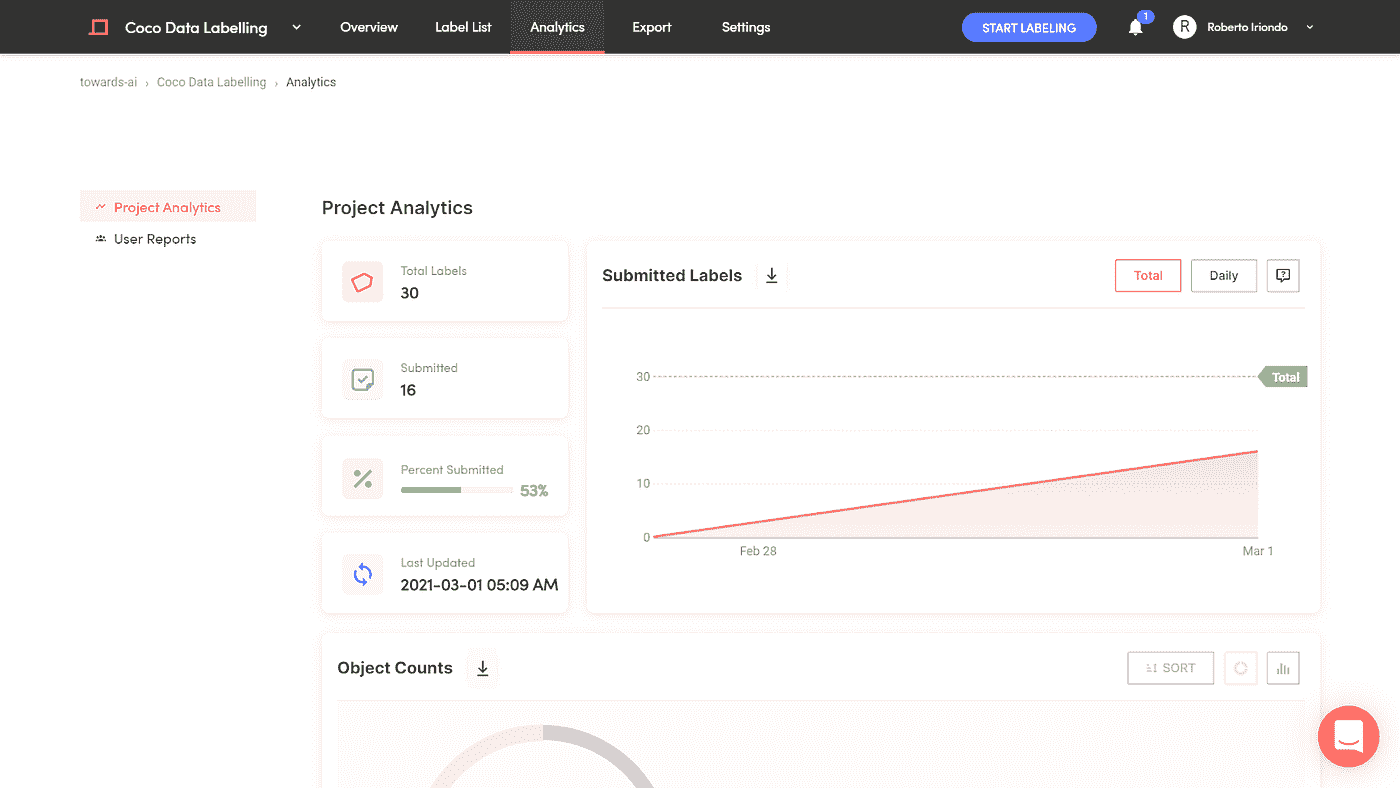 Coco Data Labelling Overview Label List Analytics Export Settings START LABELING 1 R Roberto Iriondo
towards-ai › Coco Data Labelling › Analytics
Project Analytics
User Reports
Project Analytics
Total Labels
30
Submitted
16
Percent Submitted
53%
Last Updated
2021-03-01 05:09 AM
Submitted Labels
Total Daily
30 Total
20
10
0
Feb 28 Mar 1
Object Counts
SORT